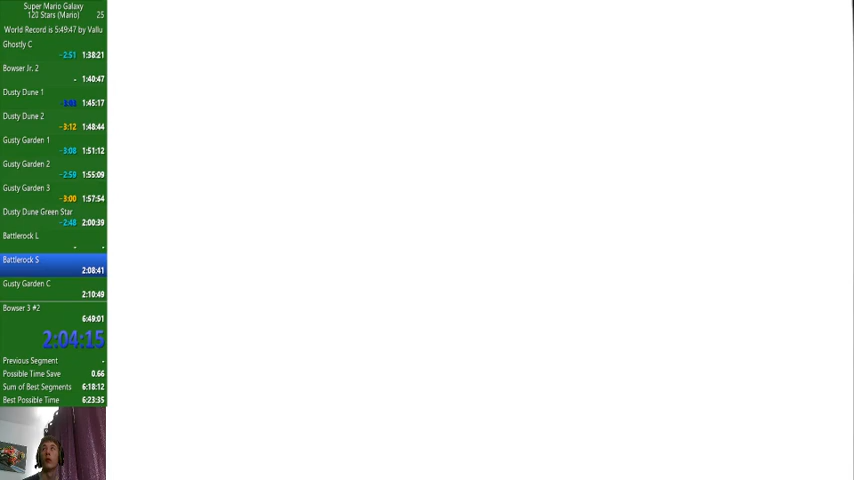 Super Mario Galaxy
120 Stars (Mario) 25
World Record is 5:49:47 by Vallu
Ghostly C
-2:51 1:38:21
Bowser Jr. 2
- 1:40:47
Dusty Dune 1
1:45:17
Dusty Dune 2
-3:12 1:48:44
Gusty Garden 1
-3:00 1:51:12
Gusty Garden 2
-2:59 1:55:09
Gusty Garden 3
-3:00 1:57:54
Dusty Dune Green Star
-2:48 2:00:39
Battlerock L
- -
Battlerock S
2:08:41
Gusty Garden C
2:10:49
Bowser 3 #2
6:49:01
2:04:15
Previous Segment -
Possible Time Save 0.66
Sum of Best Segments 6:18:12
Best Possible Time 6:23:35